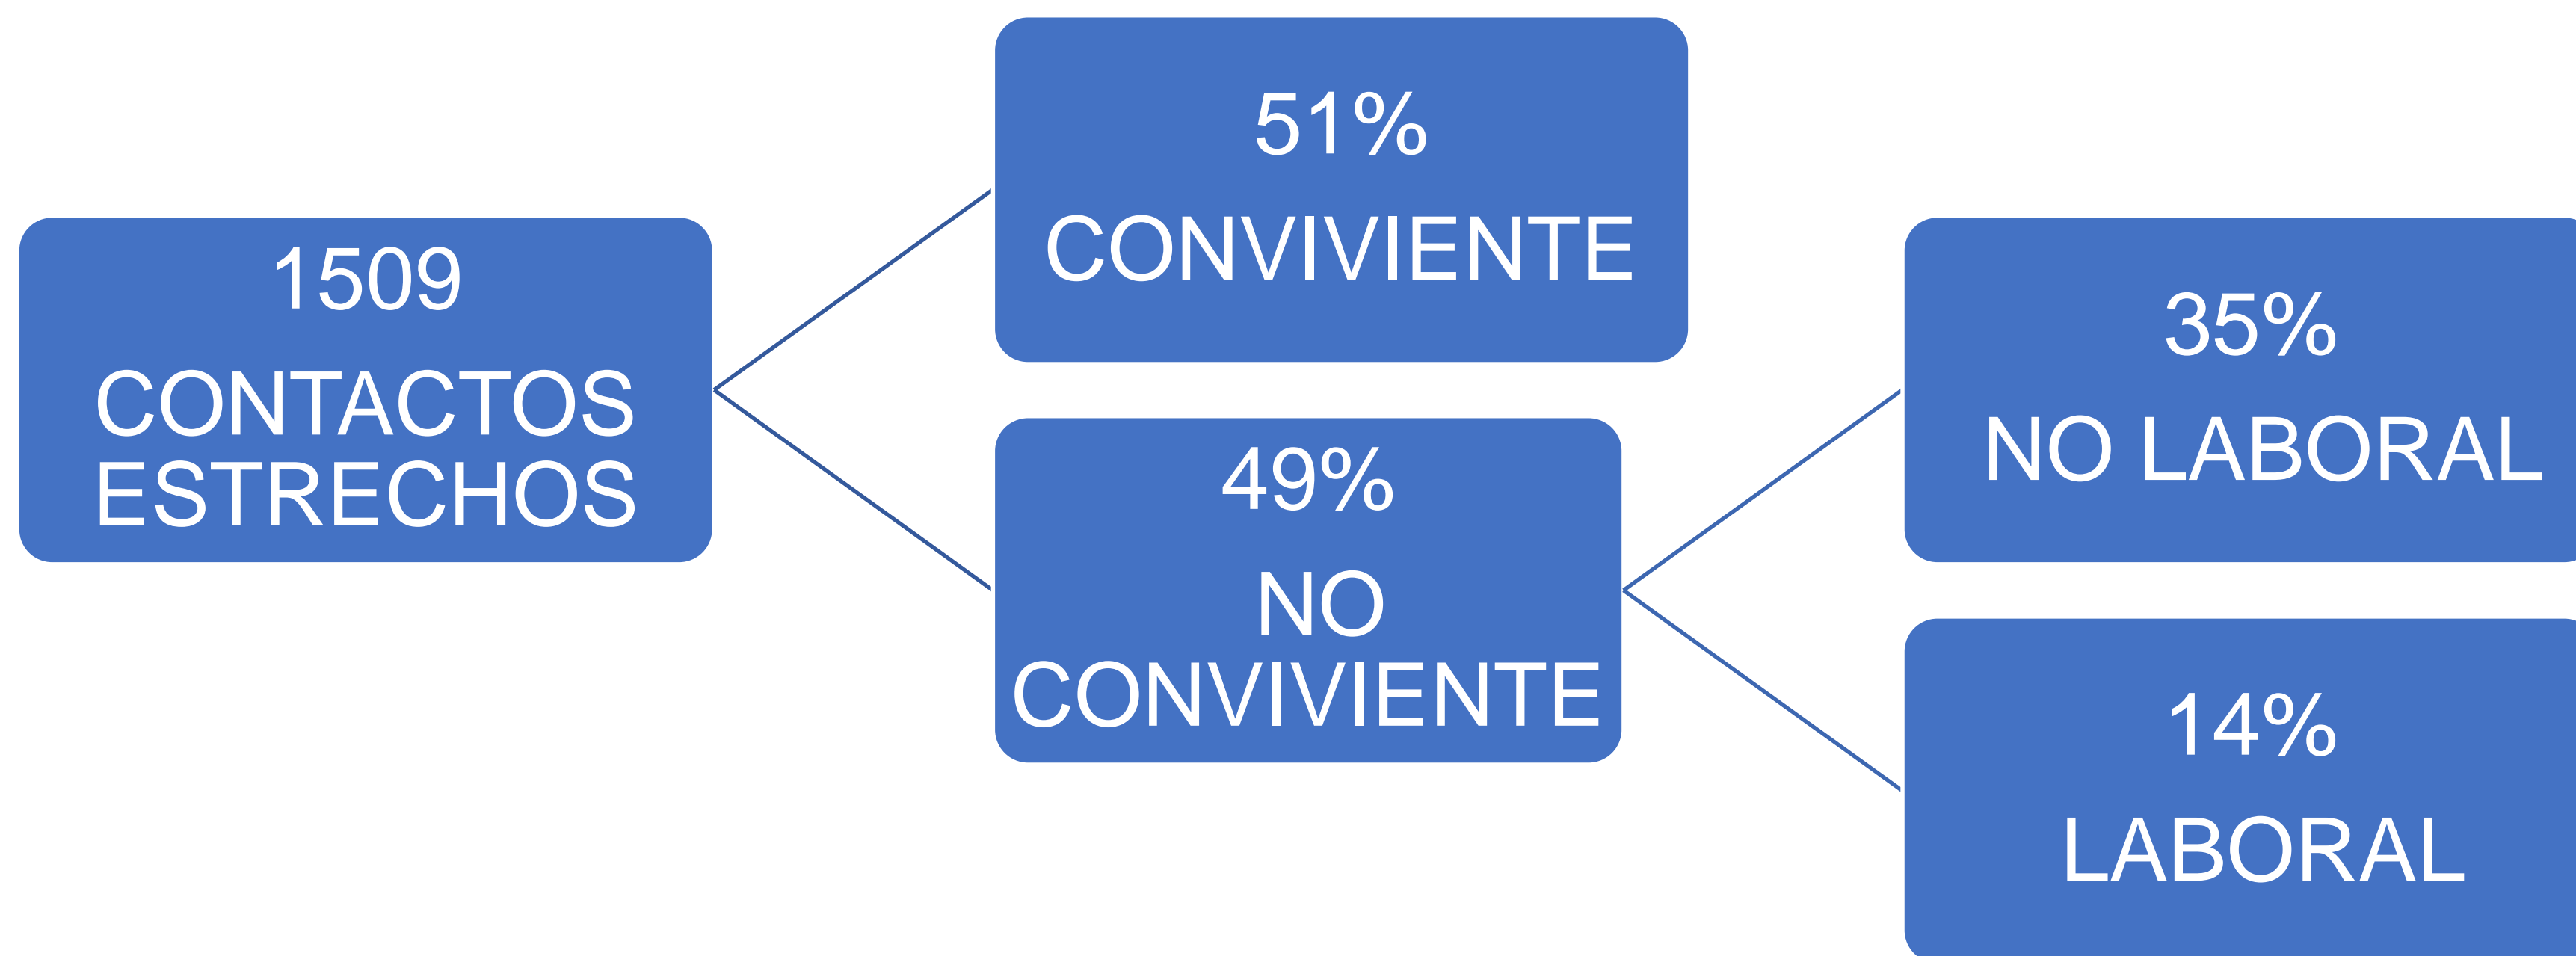 1509
CONTACTOS
ESTRECHOS
51%
CONVIVIENTE
49%
NO
CONVIVIENTE
35%
NO LABORAL
14%
LABORAL